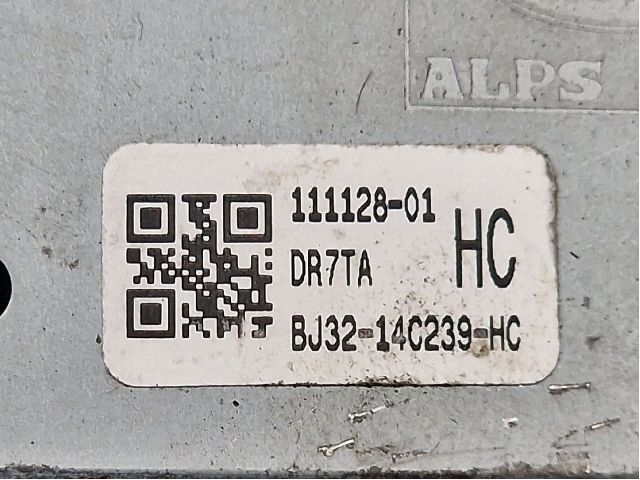 ALPS
111128-01
HC
DR7TA
BJ32-14C239-HC